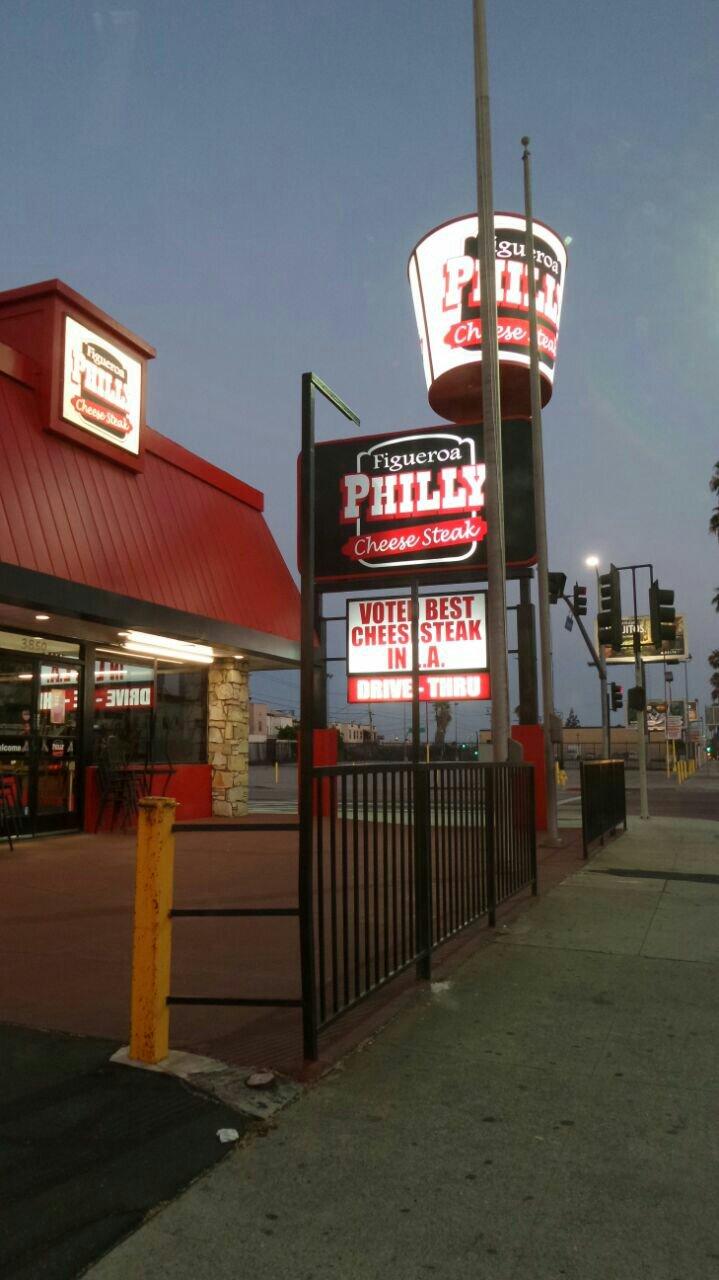 Figueroa
PHILLY
Cheese Steak
Figueroa
PHILLY
Cheese Steak
Figueroa
PHILLY
Cheese Steak
VOTED BEST
CHEESESTEAK
IN L.A.
DRIVE-THRU
DRIVE-